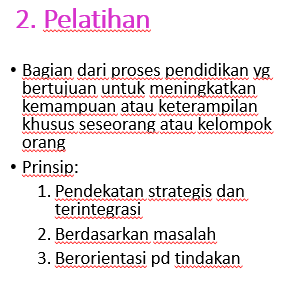 2. Pelatihan
• Bagian dari proses pendidikan yg
bertujuan untuk meningkatkan
kemampuan atau keterampilan
khusus seseorang atau kelompok
orang
• Prinsip:
1. Pendekatan strategis dan
terintegrasi
2. Berdasarkan masalah
3. Berorientasi pd tindakan